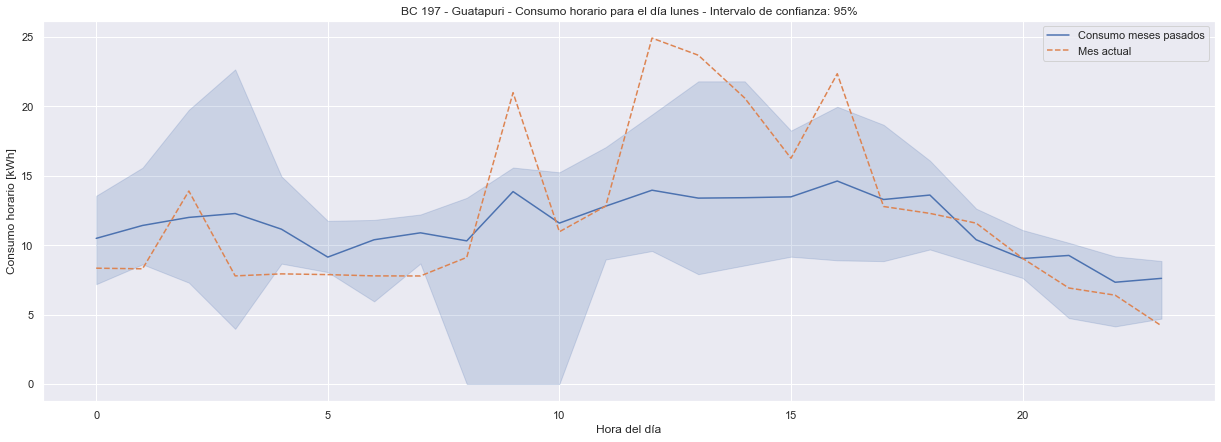 BC 197 - Guatapuri - Consumo horario para el día lunes - Intervalo de confianza: 95%
Consumo meses pasados
Mes actual
Consumo horario [kWh]
25
20
15
10
5
0
0
5
10
15
20
Hora del día